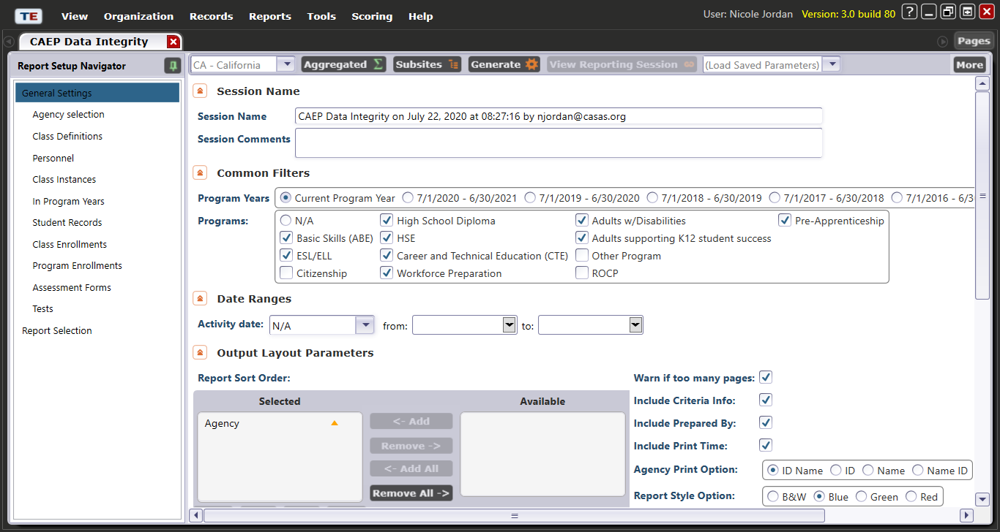 TE View Organization Records Reports Tools Scoring Help User: Nicole Jordan Version: 3.0 build 80 ?
CAEP Data Integrity Pages
Report Setup Navigator CA - California Aggregated Subsites Generate View Reporting Session (Load Saved Parameters) More
General Settings
Agency selection
Class Definitions
Personnel
Class Instances
In Program Years
Student Records
Class Enrollments
Program Enrollments
Assessment Forms
Tests
Report Selection
Session Name
Session Name CAEP Data Integrity on July 22, 2020 at 08:27:16 by njordan@casas.org
Session Comments
Common Filters
Program Years Current Program Year 7/1/2020 - 6/30/2021 7/1/2019 - 6/30/2020 7/1/2018 - 6/30/2019 7/1/2017 - 6/30/2018 7/1/2016 - 6/3
Programs: N/A High School Diploma Adults w/Disabilities Pre-Apprenticeship
Basic Skills (ABE) HSE Adults supporting K12 student success
ESL/ELL Career and Technical Education (CTE) Other Program
Citizenship Workforce Preparation ROCP
Date Ranges
Activity date: N/A from: to:
Output Layout Parameters
Report Sort Order: Warn if too many pages:
Selected Available Include Criteria Info:
Agency <- Add Include Prepared By:
Remove -> Include Print Time:
<- Add All Agency Print Option: ID Name ID Name Name ID
Remove All -> Report Style Option: B&W Blue Green Red